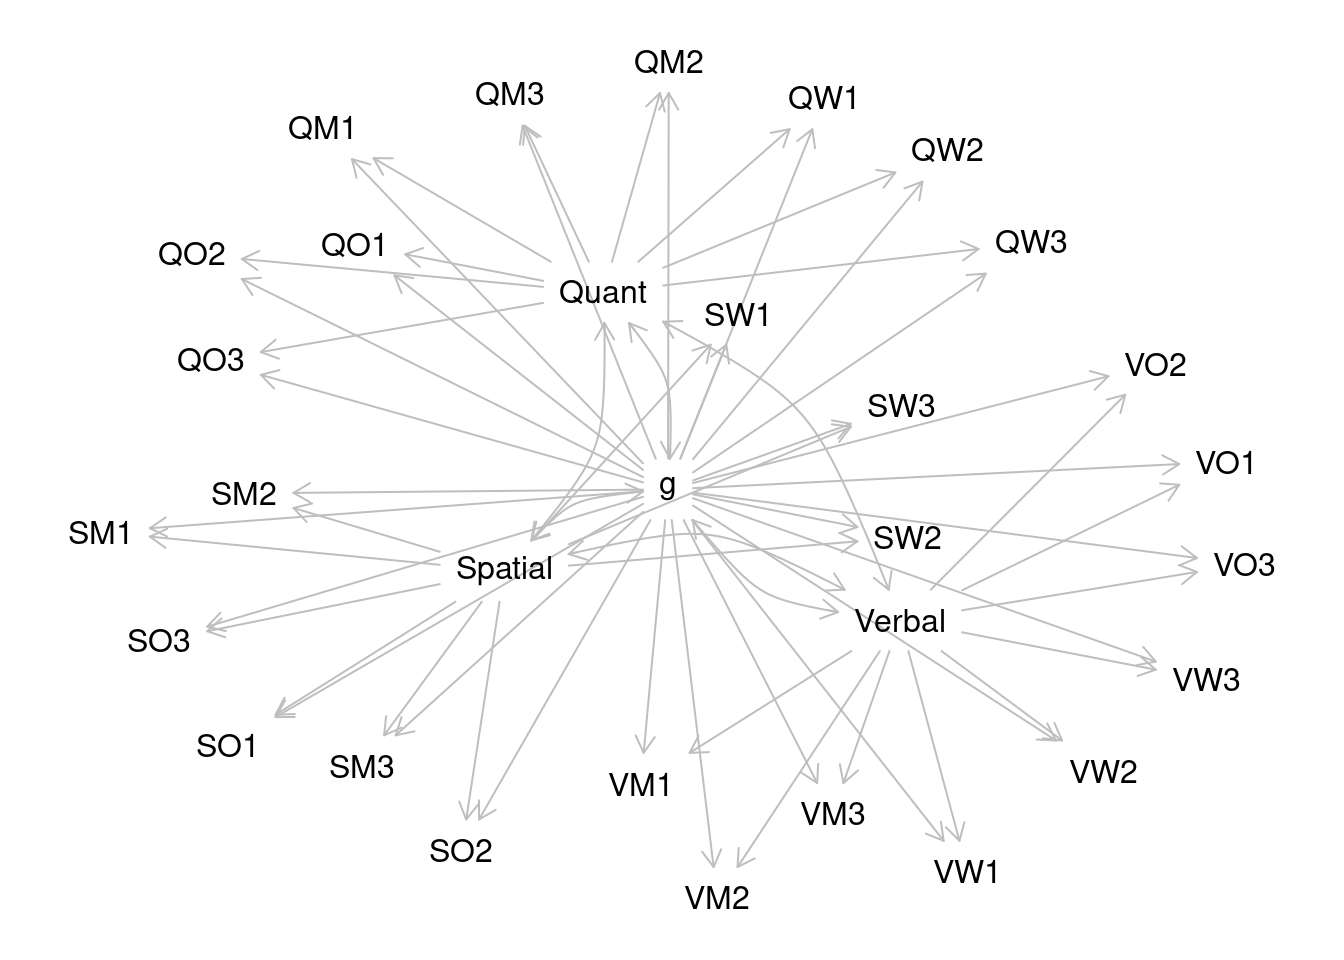 QM2
QM3
QW1
QM1
QW2
QW3
QO1
QO2
Quant
SW1
QO3
VO2
SW3
VO1
g
SM2
SM1
SW2
VO3
Spatial
Verbal
SO3
VW3
SO1
SM3
VW2
VM1
VM3
SO2
VW1
VM2